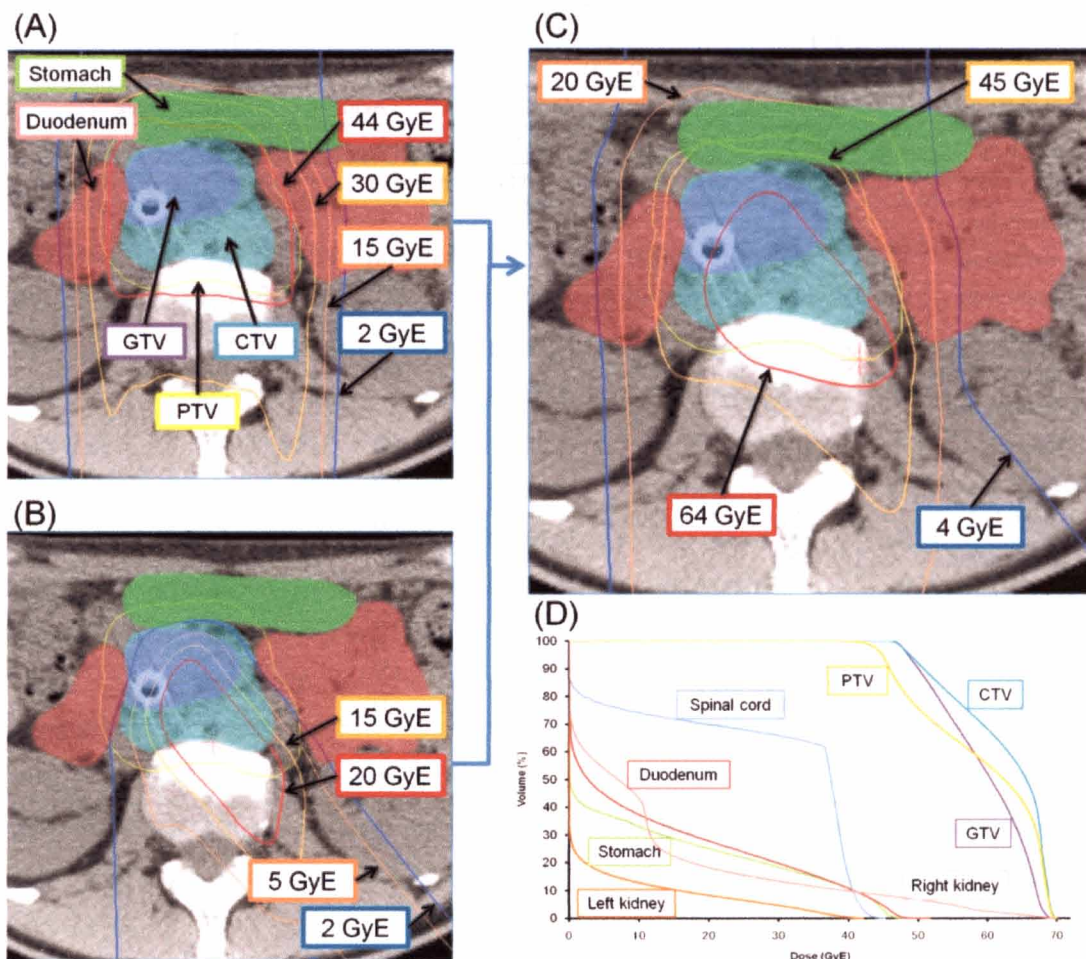 (A)
Stomach
Duodenum
44 GyE
30 GyE
15 GyE
2 GyE
GTV
CTV
PTV
(B)
15 GyE
20 GyE
5 GyE
2 GyE
(C)
20 GyE
45 GyE
64 GyE
4 GyE
(D)
100
90
80
70
60
50
40
30
20
10
0
Volume (%)
PTV
CTV
Spinal cord
Duodenum
GTV
Stomach
Right kidney
Left kidney
0 10 20 30 40 50 60 70
Dose (GyE)